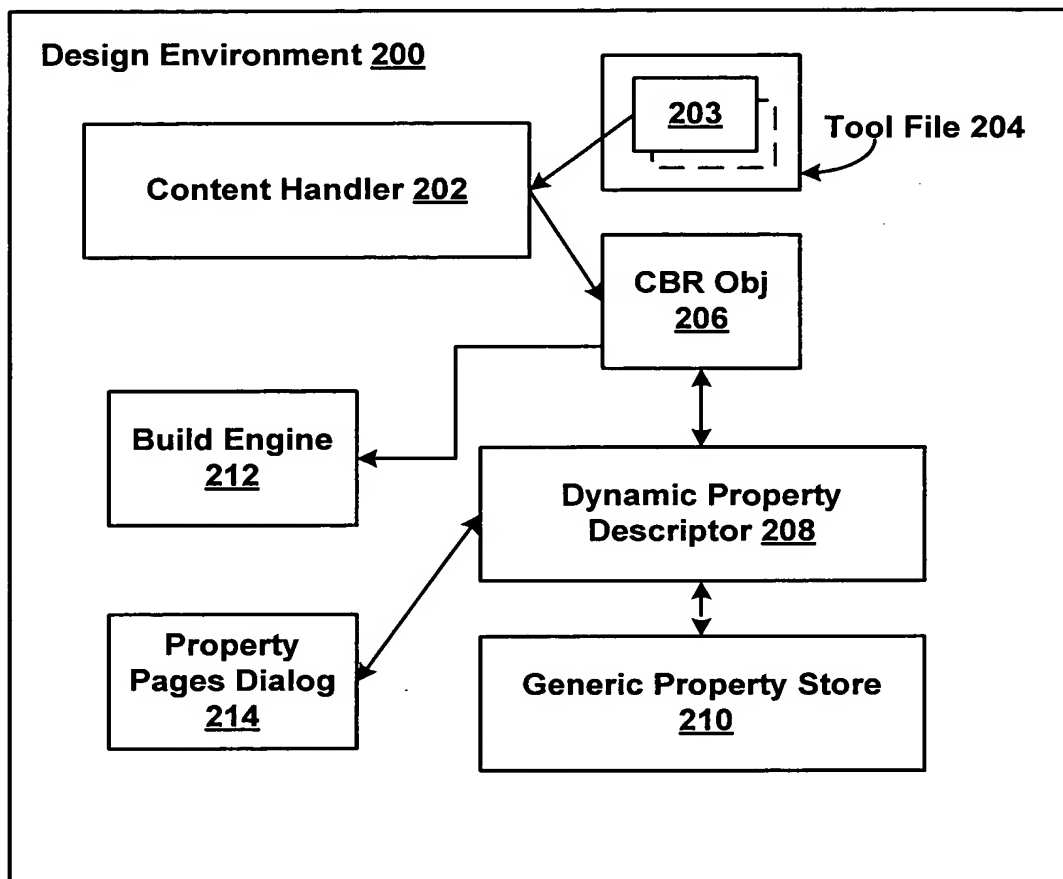 Design Environment 200
203
Tool File 204
Content Handler 202
CBR Obj
206
Build Engine
212
Dynamic Property
Descriptor 208
Property
Pages Dialog
214
Generic Property Store
210